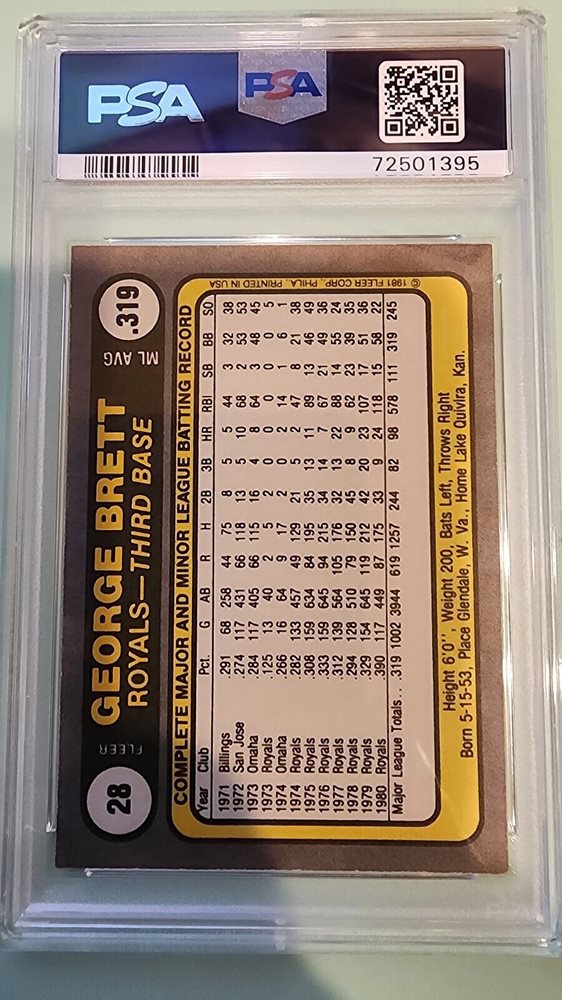 PSA
PSA
72501395
28
FLEER
GEORGE BRETT
ROYALS—THIRD BASE
ML AVG
.319
COMPLETE MAJOR AND MINOR LEAGUE BATTING RECORD
Year Club Pct. G AB R H 2B 3B HR RBI SB BB SO
1971 Billings .291 68 258 44 75 8 5 5 44 3 32 38
1972 San Jose .274 117 431 66 118 13 5 10 68 2 53 53
1973 Omaha .284 117 405 66 115 16 4 8 64 3 48 45
1973 Royals .125 13 40 2 5 2 0 0 0 0 0 5
1974 Omaha .266 16 64 9 17 2 0 2 14 1 6 1
1974 Royals .282 133 457 49 129 21 5 2 47 8 21 38
1975 Royals .308 159 634 84 195 35 13 11 89 13 46 49
1976 Royals .333 159 645 94 215 34 14 7 67 21 49 36
1977 Royals .312 139 564 105 176 32 13 22 88 14 55 24
1978 Royals .294 128 510 79 150 45 8 9 62 23 39 35
1979 Royals .329 154 645 119 212 42 20 23 107 17 51 36
1980 Royals .390 117 449 87 175 33 9 24 118 15 58 22
Major League Totals... .319 1002 3944 619 1257 244 82 98 578 111 319 245
© 1981 FLEER CORP., PHILA., PRINTED IN USA
Height 6'0'', Weight 200, Bats Left, Throws Right
Born 5-15-53, Place Glendale, W. Va., Home Lake Quivira, Kan.